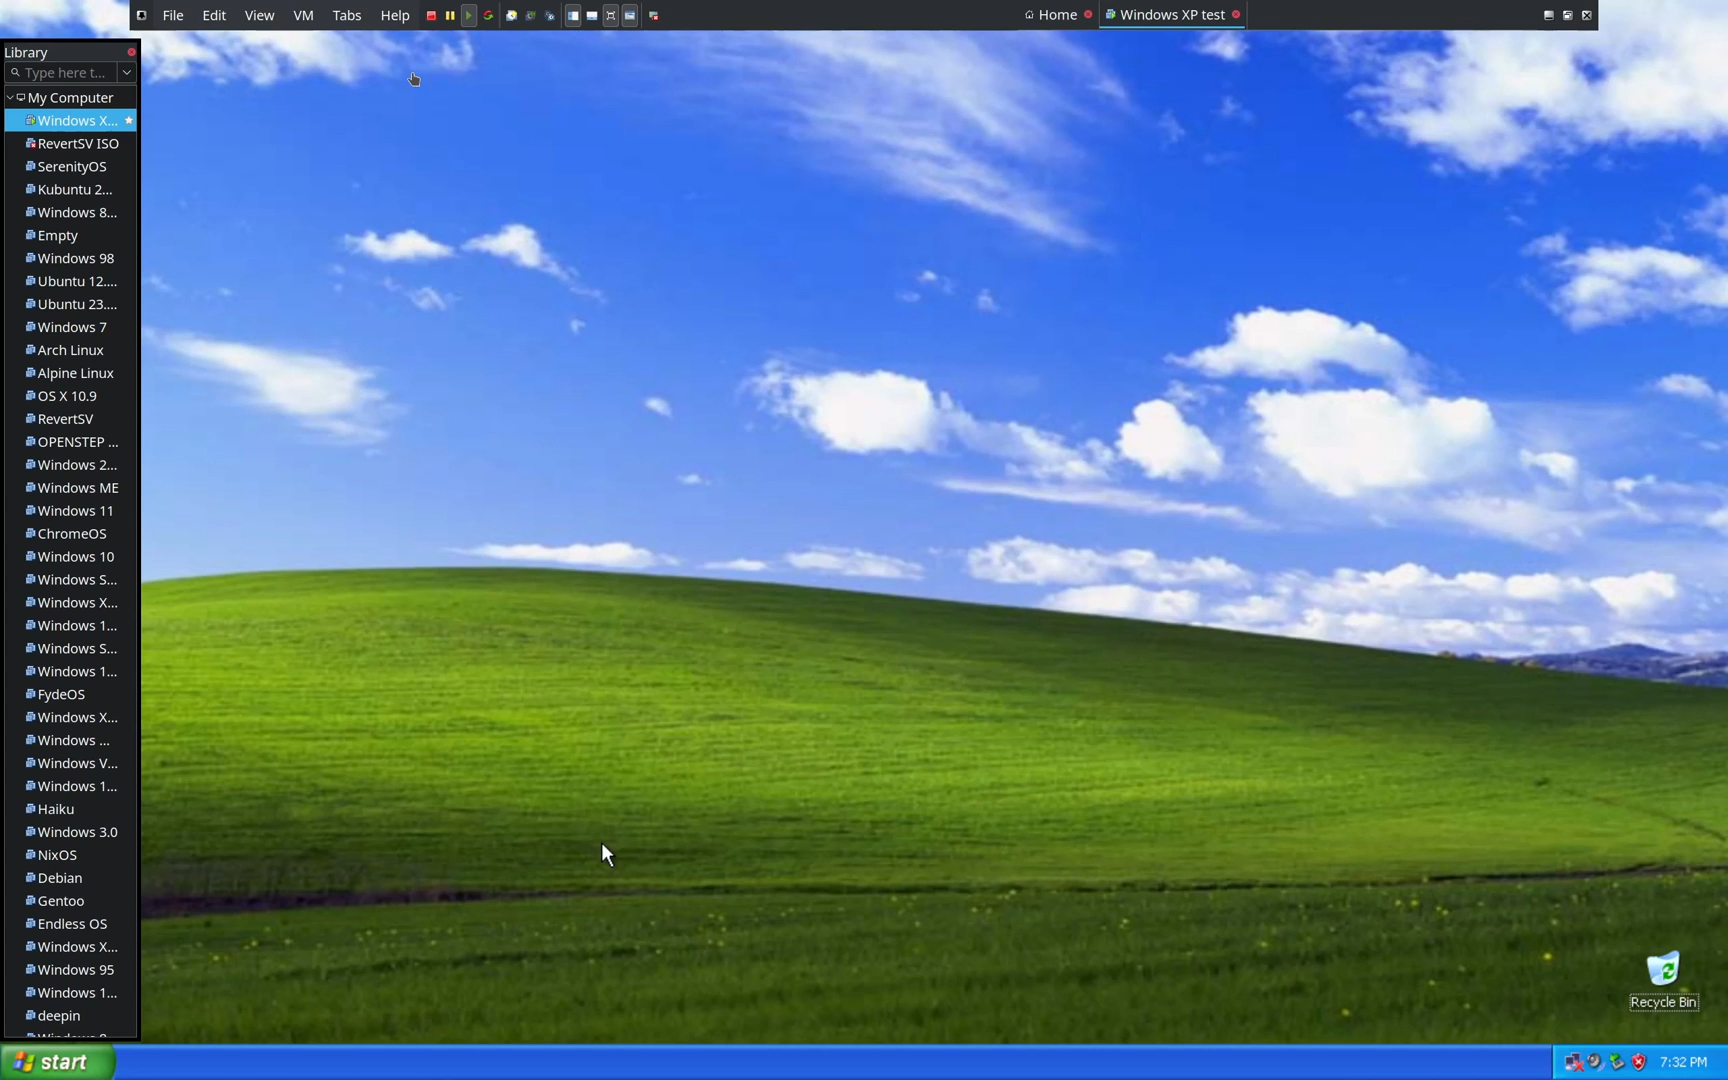 File Edit View VM Tabs Help Home Windows XP test
Library
Type here t...
My Computer
Windows X...
RevertSV ISO
SerenityOS
Kubuntu 2...
Windows 8...
Empty
Windows 98
Ubuntu 12....
Ubuntu 23....
Windows 7
Arch Linux
Alpine Linux
OS X 10.9
RevertSV
OPENSTEP ...
Windows 2...
Windows ME
Windows 11
ChromeOS
Windows 10
Windows S...
Windows X...
Windows 1...
Windows S...
Windows 1...
FydeOS
Windows X...
Windows ...
Windows V...
Windows 1...
Haiku
Windows 3.0
NixOS
Debian
Gentoo
Endless OS
Windows X...
Windows 95
Windows 1...
deepin
Recycle Bin
start 7:32 PM